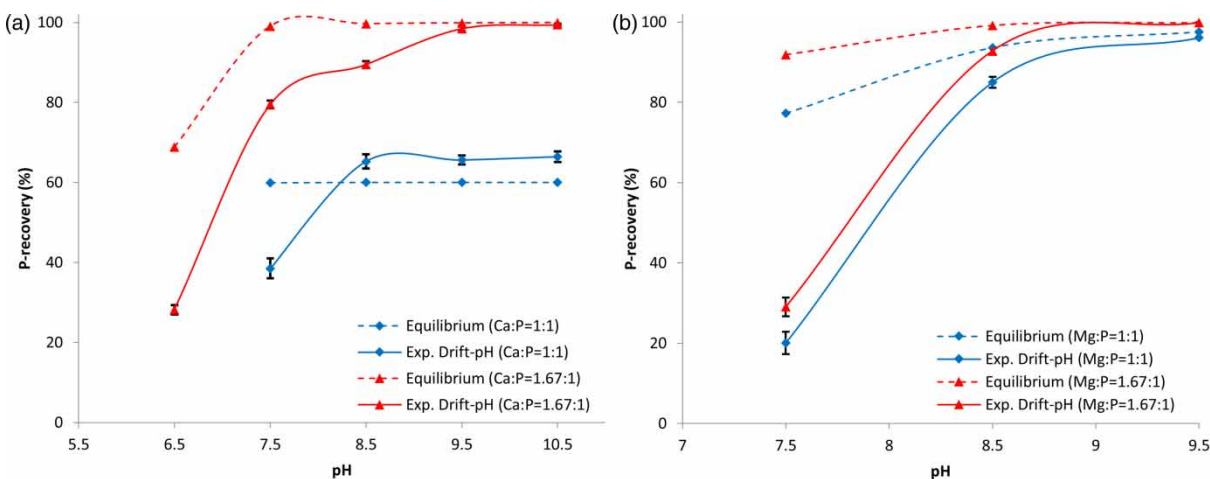 (a)
P-recovery (%)
100
80
60
40
20
0
5.5 6.5 7.5 8.5 9.5 10.5
pH
Equilibrium (Ca:P=1:1)
Exp. Drift-pH (Ca:P=1:1)
Equilibrium (Ca:P=1.67:1)
Exp. Drift-pH (Ca:P=1.67:1)
(b)
P-recovery (%)
100
80
60
40
20
0
7 7.5 8 8.5 9 9.5
pH
Equilibrium (Mg:P=1:1)
Exp. Drift-pH (Mg:P=1:1)
Equilibrium (Mg:P=1.67:1)
Exp. Drift-pH (Mg:P=1.67:1)